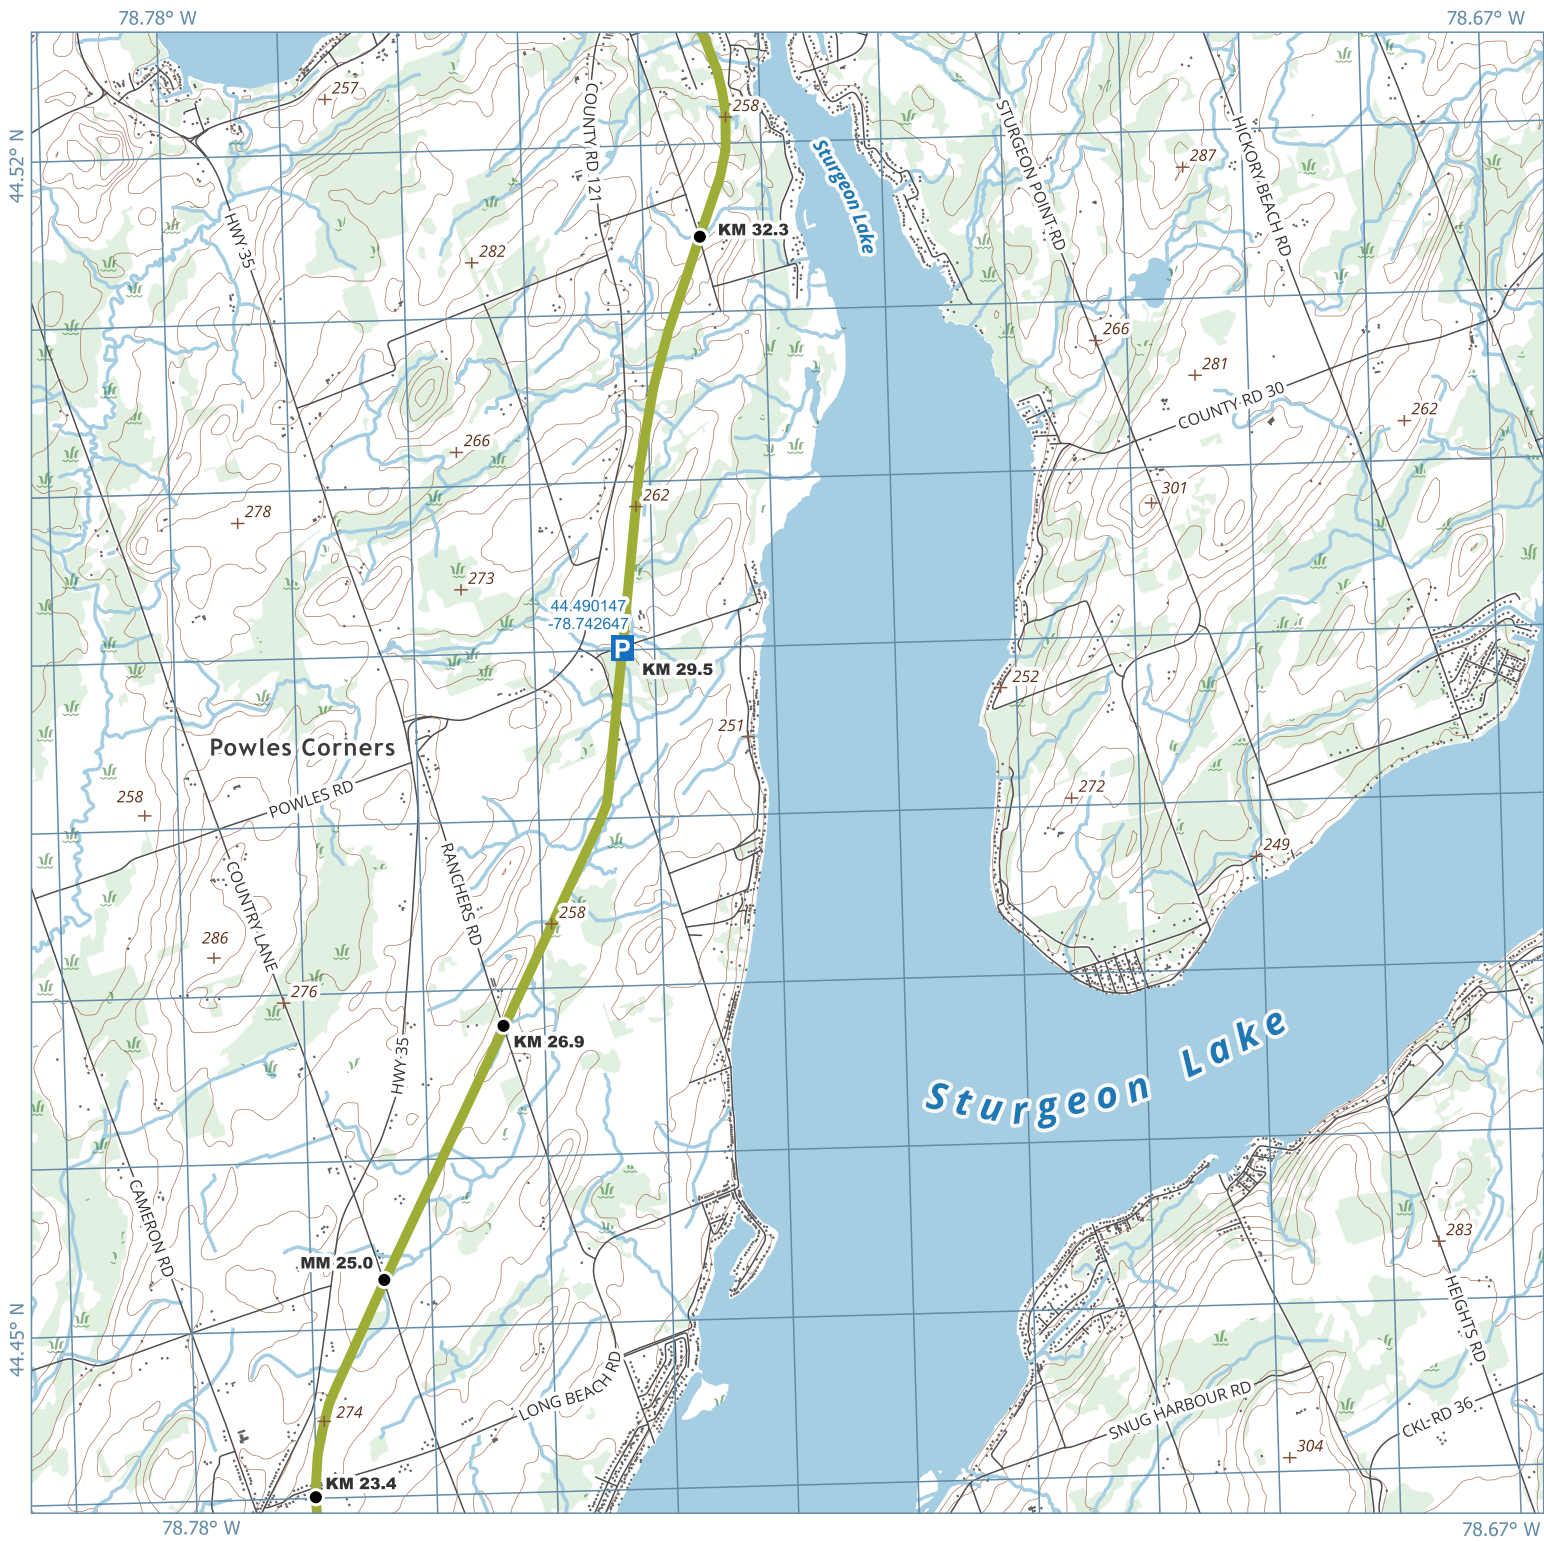 78.78° W
78.67° W
44.52° N
257
258
COUNTY RD 121
Sturgeon Lake
STURGEON POINT RD
HICKORY BEACH RD
287
HWY 35
KM 32.3
282
266
281
COUNTY RD 30
262
266
301
262
278
273
44.490147
-78.742647
P
KM 29.5
252
251
Powles Corners
258
POWLES RD
272
249
RANCHERS RD
COUNTRY LANE
258
286
276
KM 26.9
Sturgeon Lake
HWY 35
CAMERON RD
283
MM 25.0
44.45° N
HEIGHTS RD
LONG BEACH RD
SNUG HARBOUR RD
CKL RD 36
274
304
KM 23.4
78.78° W
78.67° W